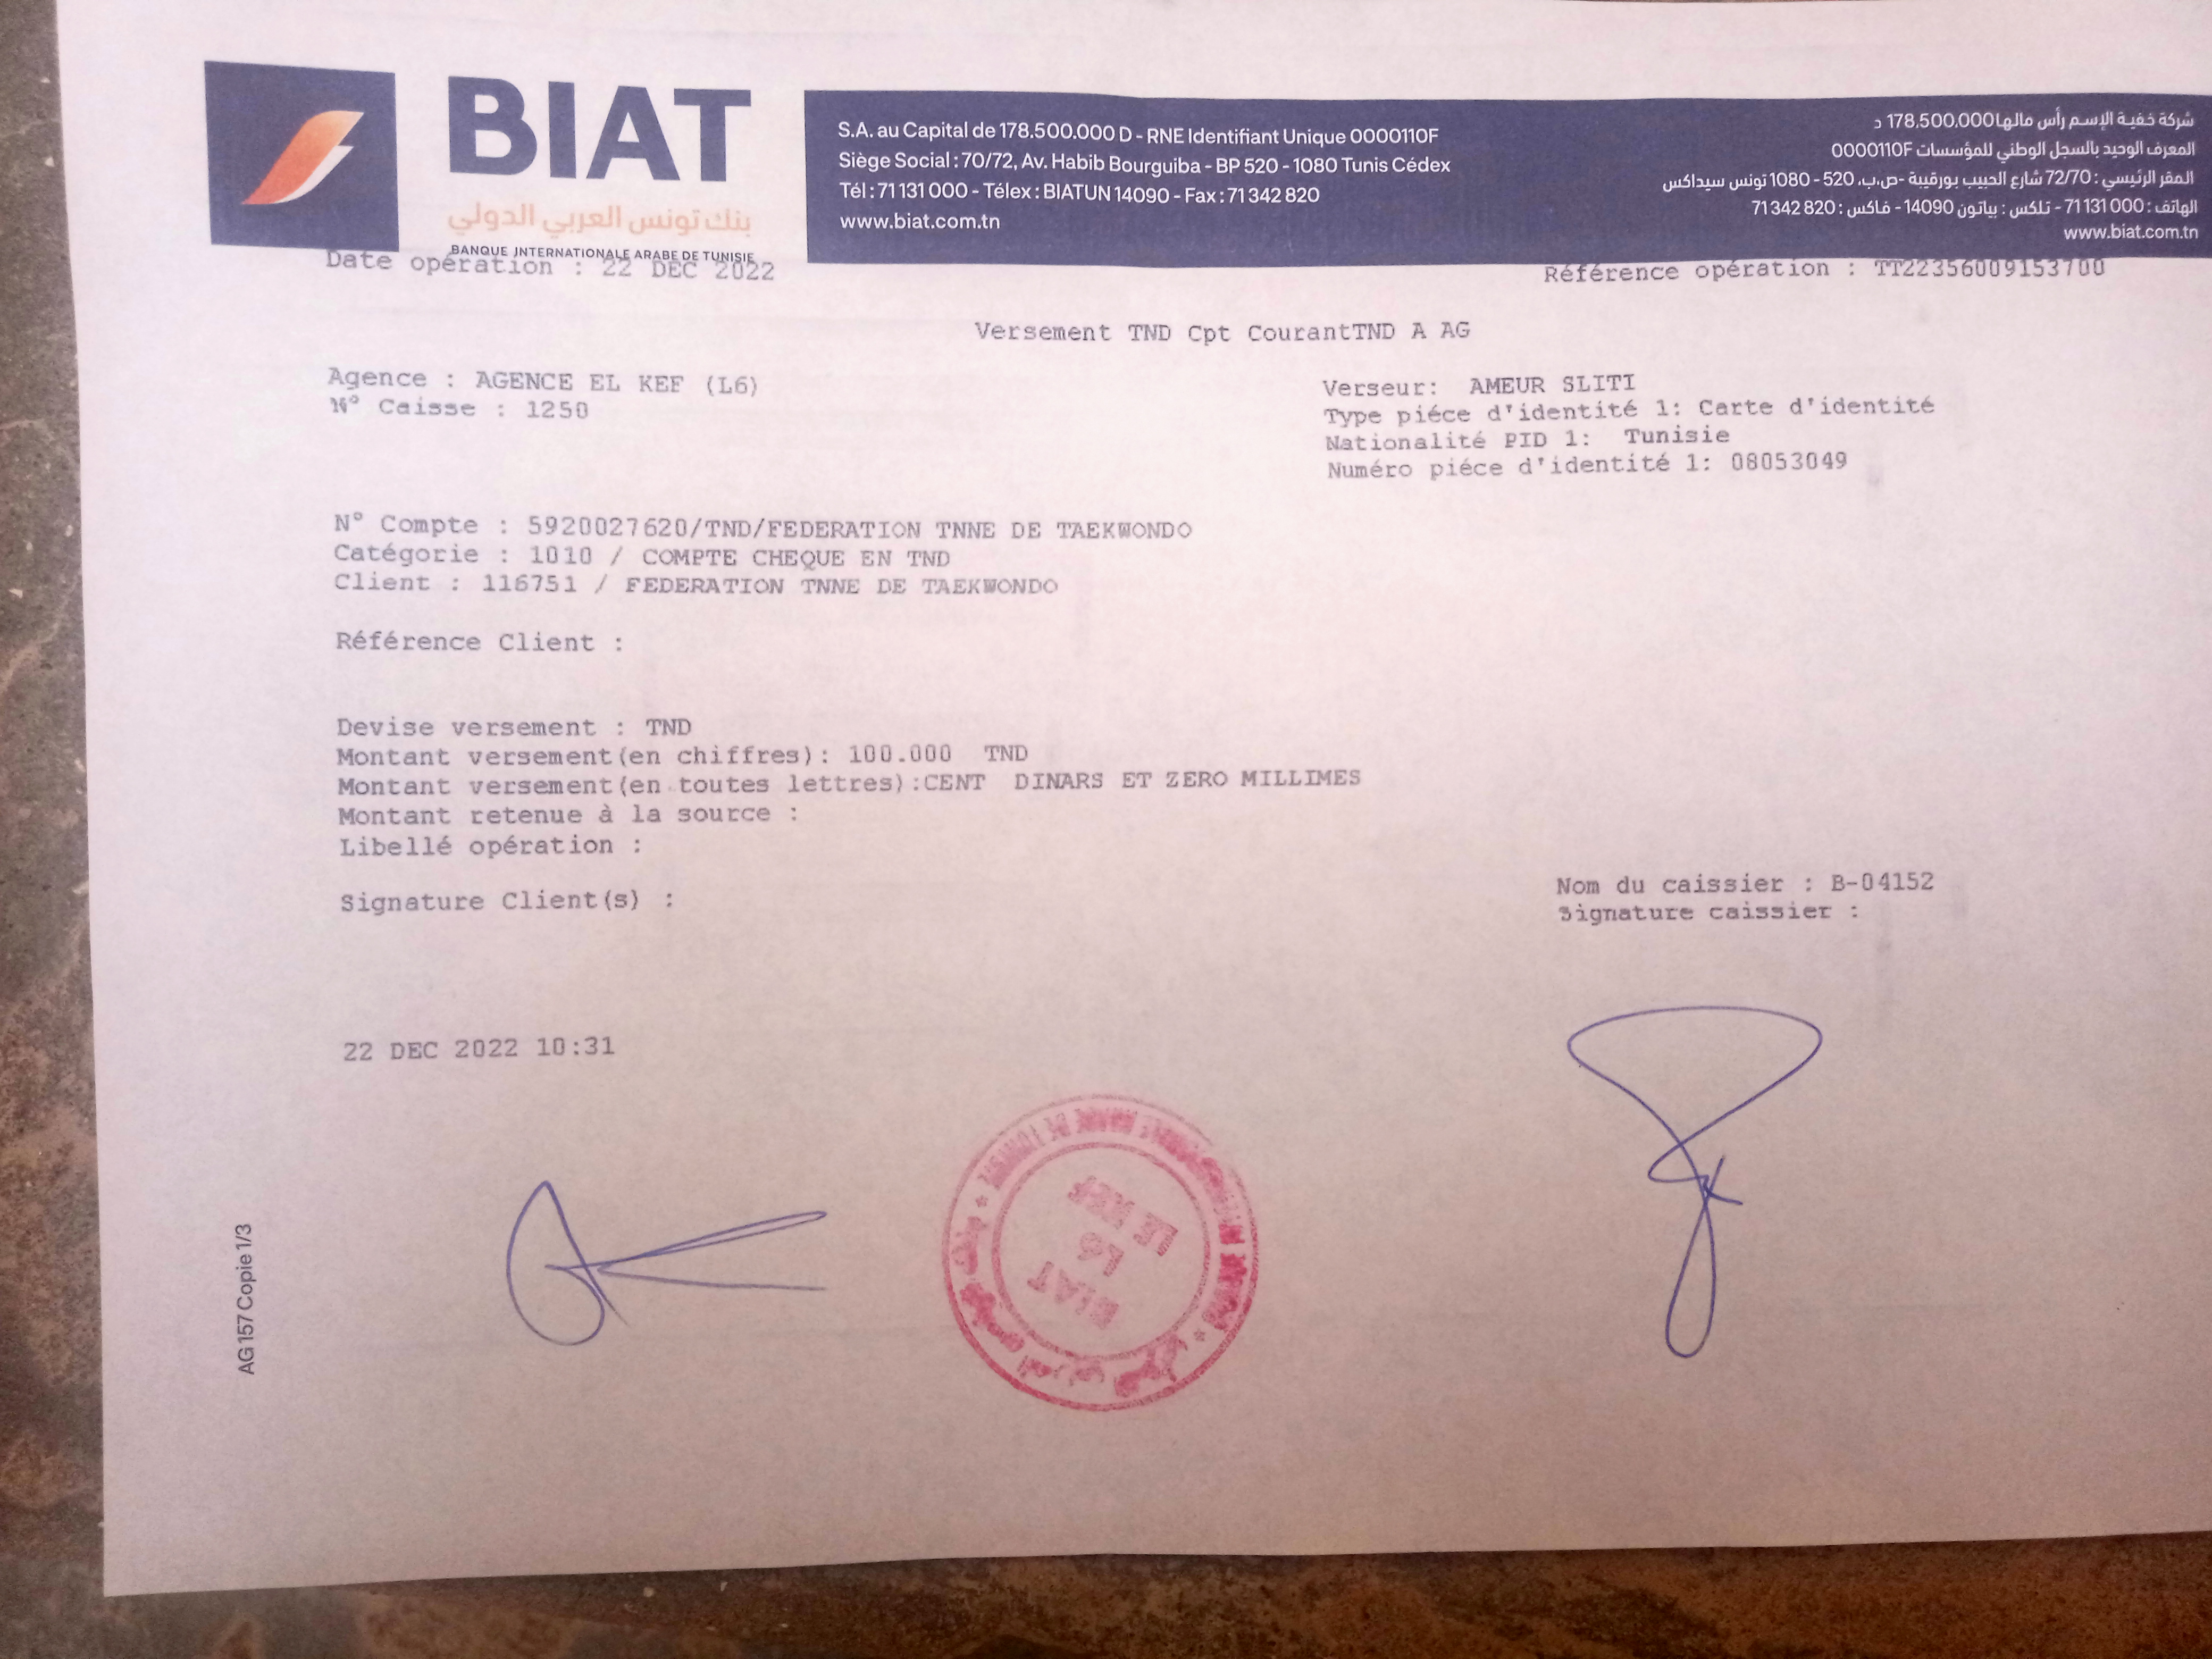 BIAT
بنك تونس العربي الدولي
BANQUE INTERNATIONALE ARABE DE TUNISIE
S.A. au Capital de 178.500.000 D - RNE Identifiant Unique 0000110F
Siège Social : 70/72, Av. Habib Bourguiba - BP 520 - 1080 Tunis Cédex
Tél : 71 131 000 - Télex : BIATUN 14090 - Fax : 71 342 820
www.biat.com.tn
شركة خفية الإسم رأس مالها 178.500.000 د
المعرف الوحيد بالسجل الوطني للمؤسسات 0000110F
المقر الرئيسي : 72/70 شارع الحبيب بورقيبة -ص.ب. 520 - 1080 تونس سيداكس
الهاتف : 71 131 000 - تلكس : بياتون 14090 - فاكس : 71 342 820
www.biat.com.tn
Date opération : 22 DEC 2022
Référence opération : TT22356009153700
Versement TND Cpt CourantTND A AG
Agence : AGENCE EL KEF (L6)
N° Caisse : 1250
Verseur: AMEUR SLITI
Type piéce d'identité 1: Carte d'identité
Nationalité PID 1: Tunisie
Numéro piéce d'identité 1: 08053049
N° Compte : 5920027620/TND/FEDERATION TNNE DE TAEKWONDO
Catégorie : 1010 / COMPTE CHEQUE EN TND
Client : 116751 / FEDERATION TNNE DE TAEKWONDO
Référence Client :
Devise versement : TND
Montant versement(en chiffres): 100.000 TND
Montant versement(en toutes lettres):CENT DINARS ET ZERO MILLIMES
Montant retenue à la source :
Libellé opération :
Signature Client(s) :
Nom du caissier : B-04152
Signature caissier :
22 DEC 2022 10:31
BIAT
L6
LE KEF
AG 157 Copie 1/3